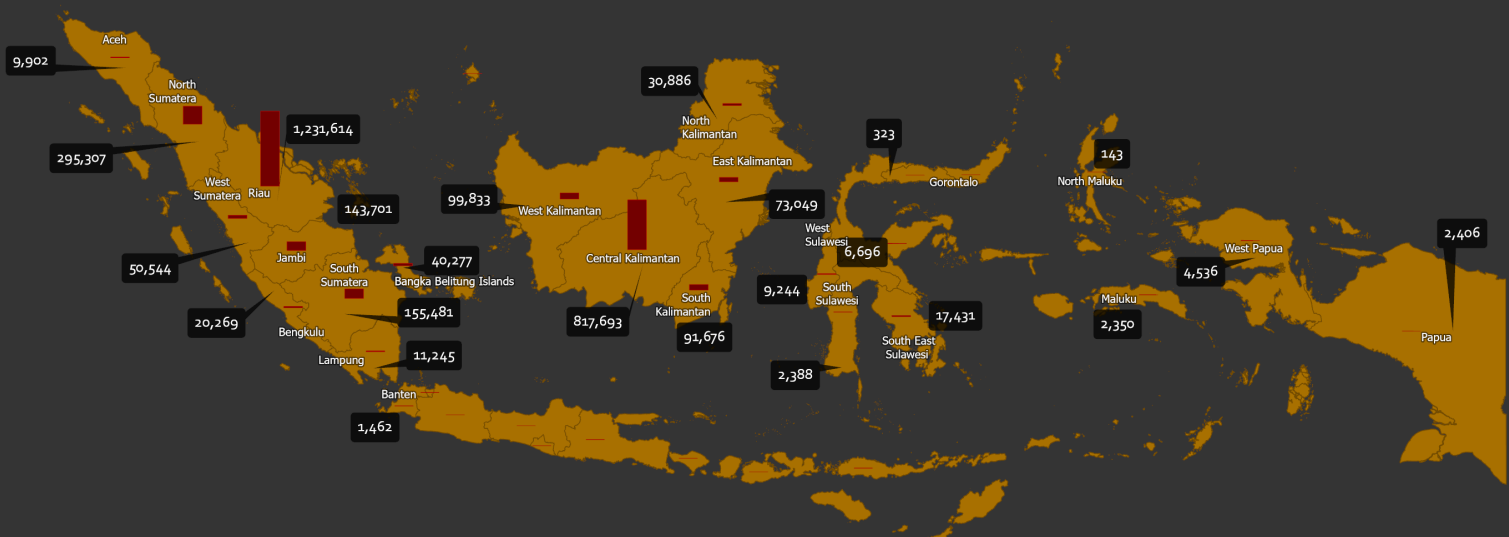 Aceh
9,902
North
Sumatera
295,307
1,231,614
Riau
West
Sumatera
143,701
50,544
Jambi
20,269
Bengkulu
South
Sumatera
40,277
Bangka Belitung Islands
155,481
Lampung
11,245
Banten
1,462
30,886
North
Kalimantan
East Kalimantan
99,833
West Kalimantan
73,049
Central Kalimantan
817,693
South
Kalimantan
91,676
323
Gorontalo
West
Sulawesi
6,696
9,244
South
Sulawesi
17,431
South East
Sulawesi
2,388
143
North Maluku
West Papua
4,536
Maluku
2,350
2,406
Papua